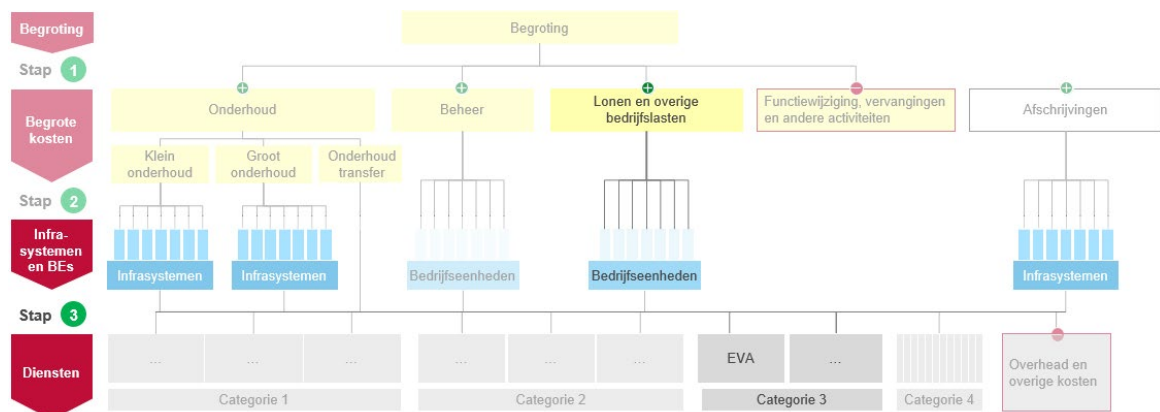 Begroting
Begroting
Stap 1
Begrote
kosten
Onderhoud
Beheer
Lonen en overige
bedrijfslasten
Functiewijziging, vervangingen
en andere activiteiten
Afschrijvingen
Klein
onderhoud
Groot
onderhoud
Onderhoud
transfer
Stap 2
Infra-
systemen
en BEs
Infrasystemen
Infrasystemen
Bedrijfseenheden
Bedrijfseenheden
Infrasystemen
Stap 3
Diensten
...
...
...
...
...
...
EVA
...
Overhead en
overige kosten
Categorie 1
Categorie 2
Categorie 3
Categorie 4